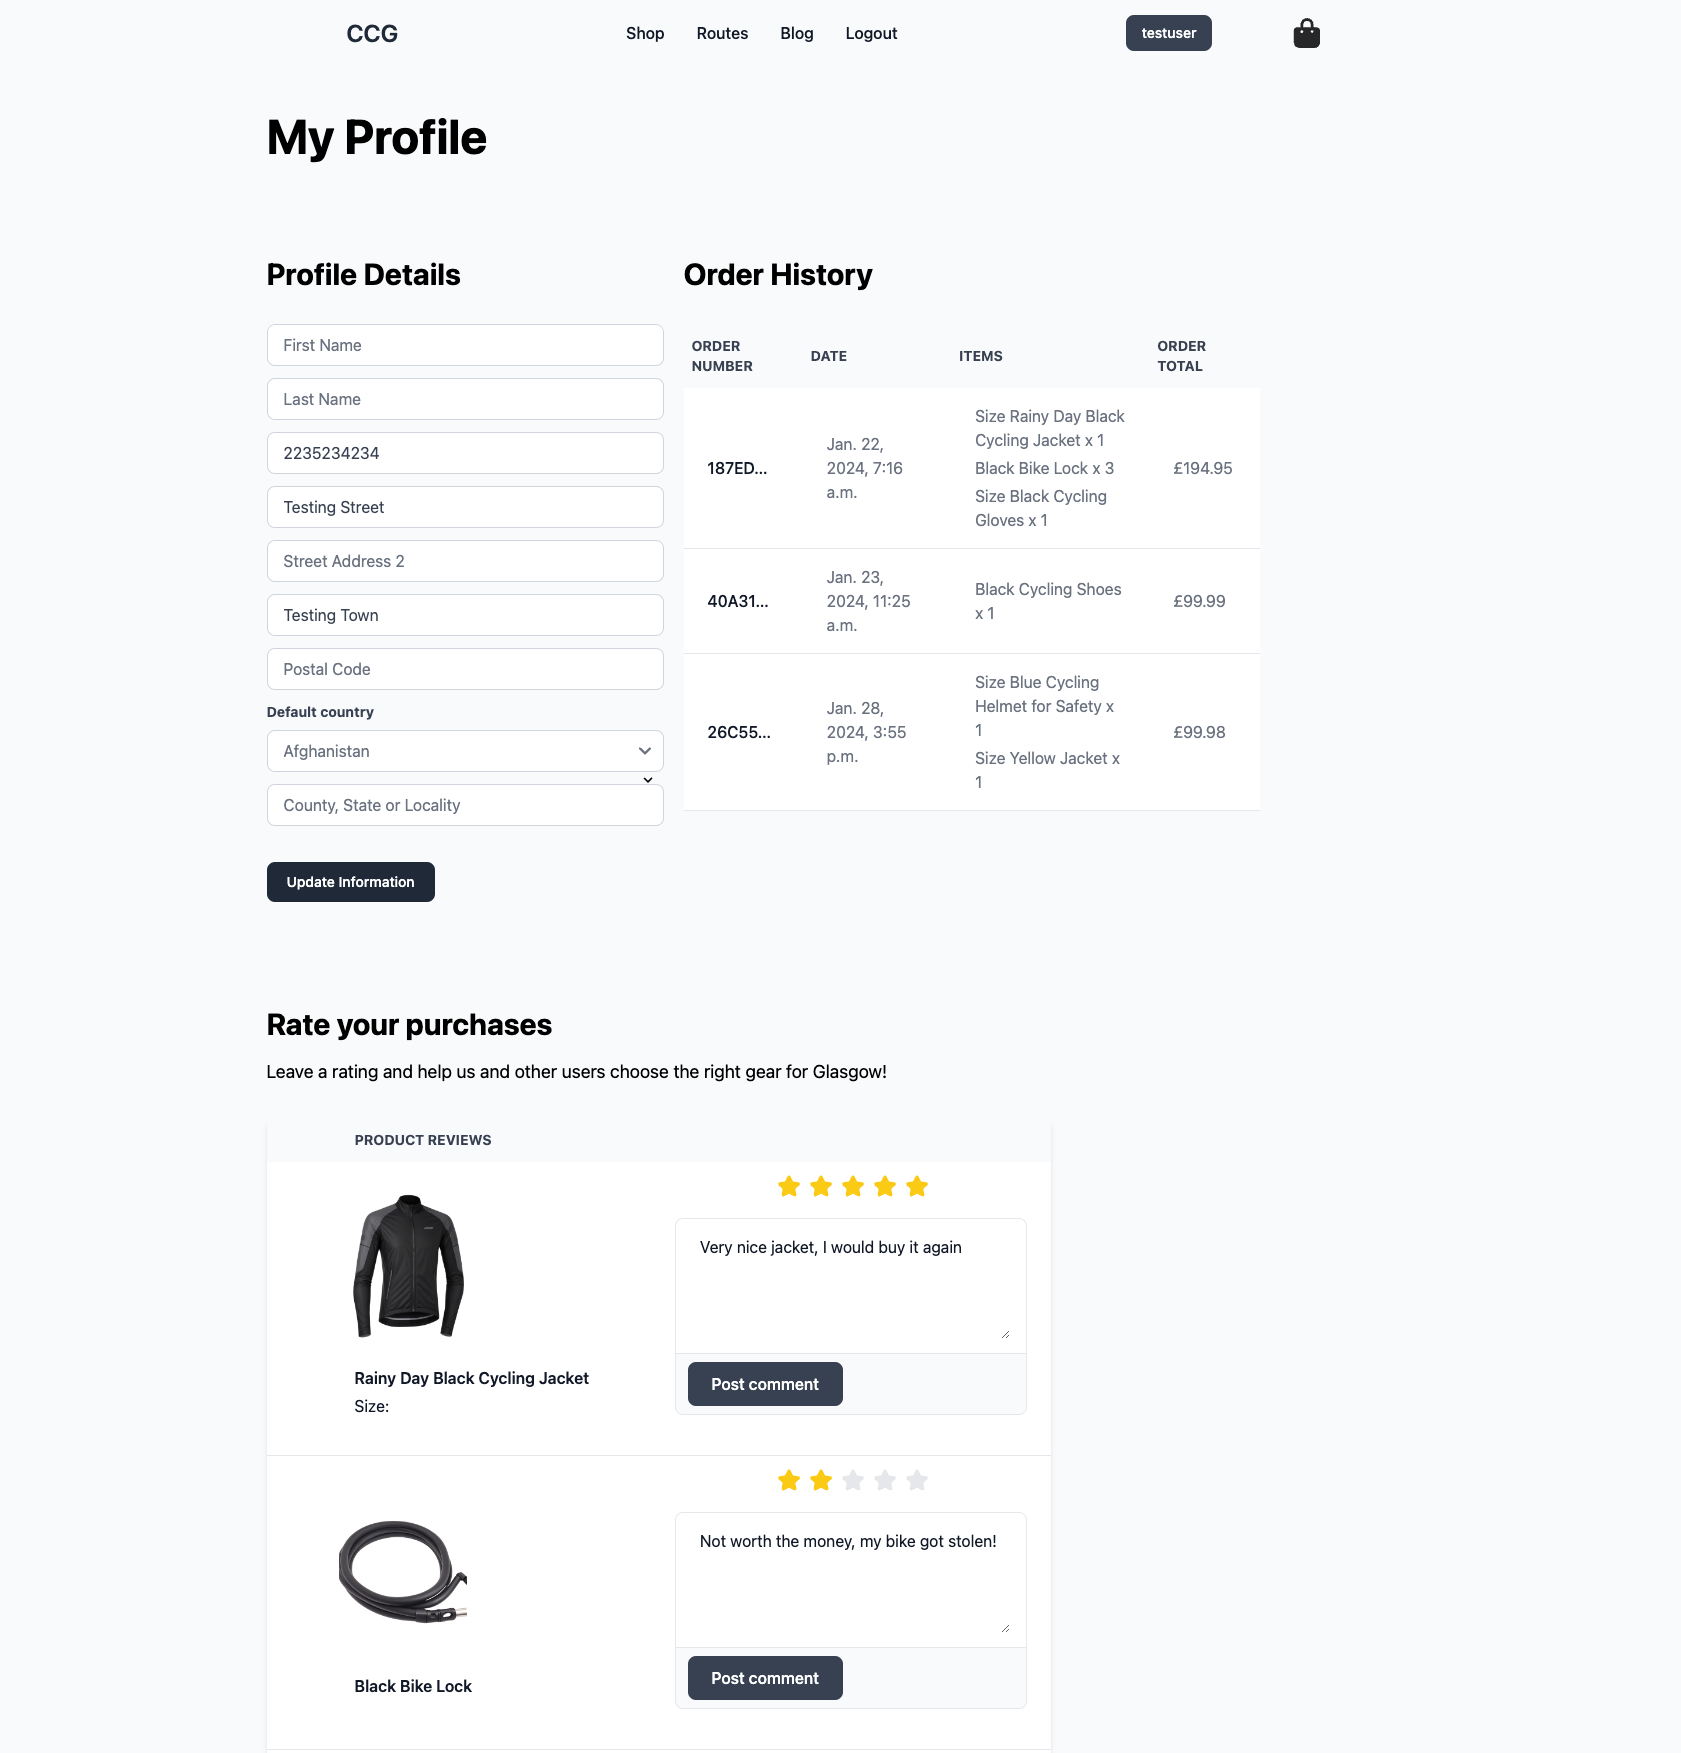 CCG
Shop
Routes
Blog
Logout
testuser
My Profile
Profile Details
First Name
Last Name
2235234234
Testing Street
Street Address 2
Testing Town
Postal Code
Default country
Afghanistan
County, State or Locality
Update Information
Order History
ORDER
NUMBER
DATE
ITEMS
ORDER
TOTAL
187ED...
Jan. 22,
2024, 7:16
a.m.
Size Rainy Day Black
Cycling Jacket x 1
Black Bike Lock x 3
Size Black Cycling
Gloves x 1
£194.95
40A31...
Jan. 23,
2024, 11:25
a.m.
Black Cycling Shoes
x 1
£99.99
26C55...
Jan. 28,
2024, 3:55
p.m.
Size Blue Cycling
Helmet for Safety x
1
Size Yellow Jacket x
1
£99.98
Rate your purchases
Leave a rating and help us and other users choose the right gear for Glasgow!
PRODUCT REVIEWS
Rainy Day Black Cycling Jacket
Size:
Very nice jacket, I would buy it again
Post comment
Black Bike Lock
Not worth the money, my bike got stolen!
Post comment